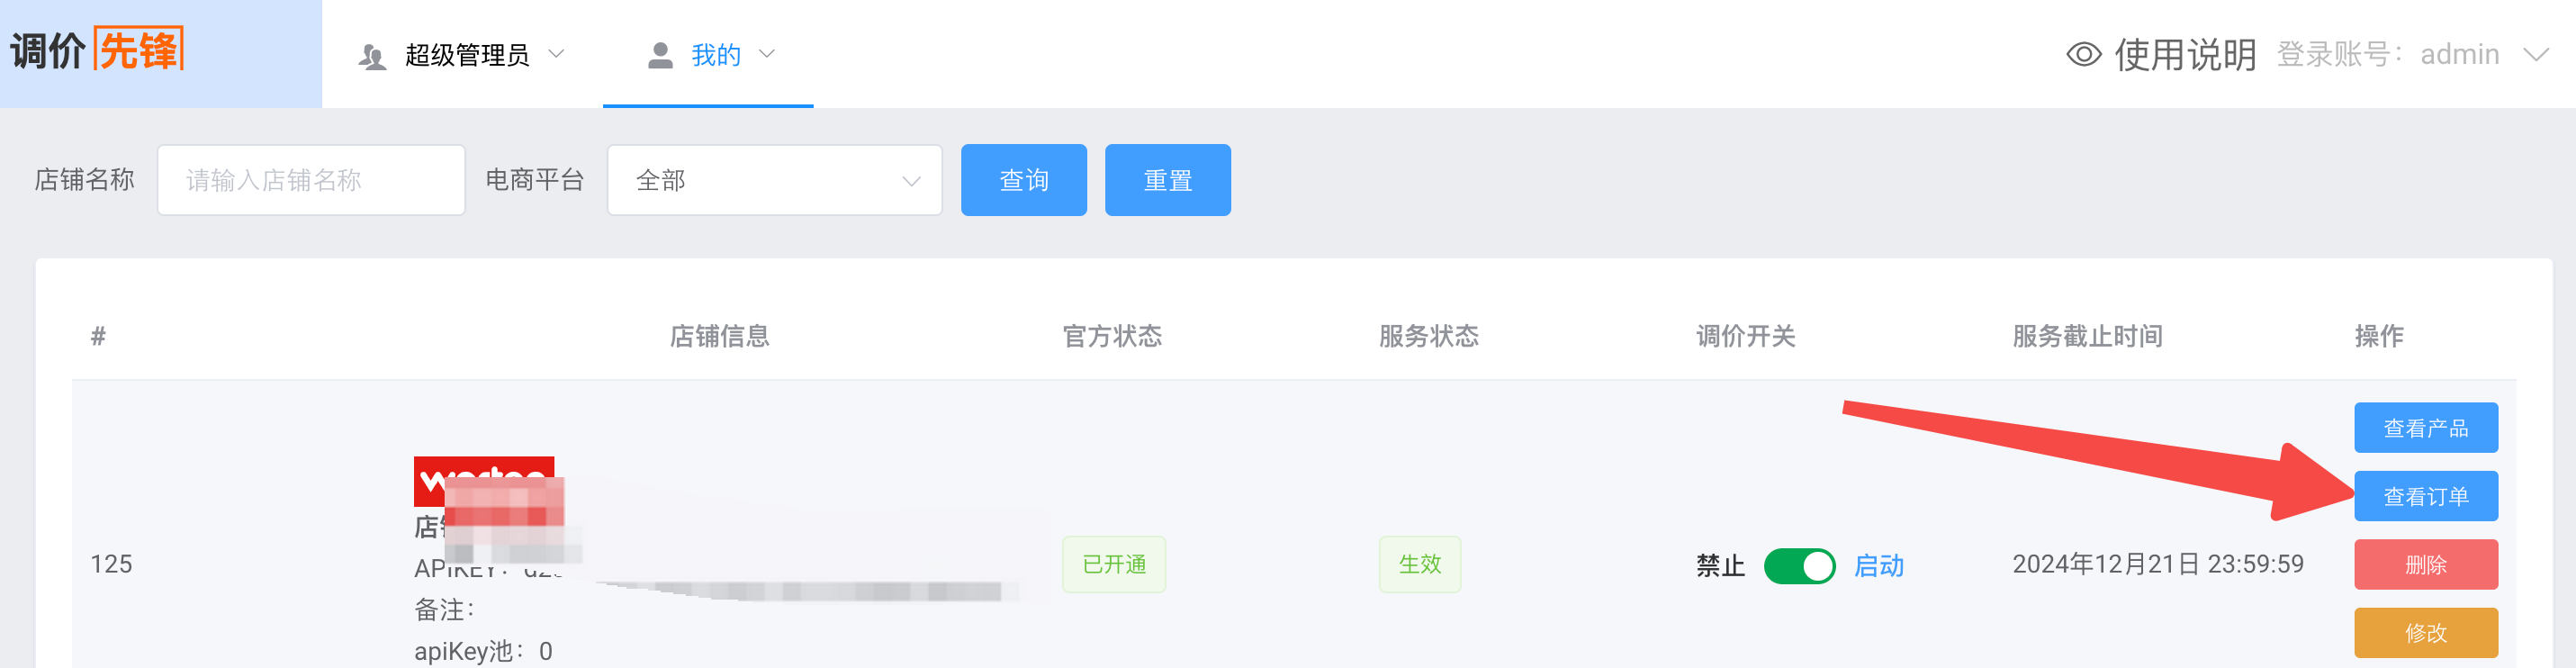 调价先锋
超级管理员
我的
使用说明
登录账号：admin
店铺名称
请输入店铺名称
电商平台
全部
查询
重置
#
店铺信息
官方状态
服务状态
调价开关
服务截止时间
操作
125
店
APIKEY：
备注：
apiKey池：0
已开通
生效
禁止
启动
2024年12月21日 23:59:59
查看产品
查看订单
删除
修改